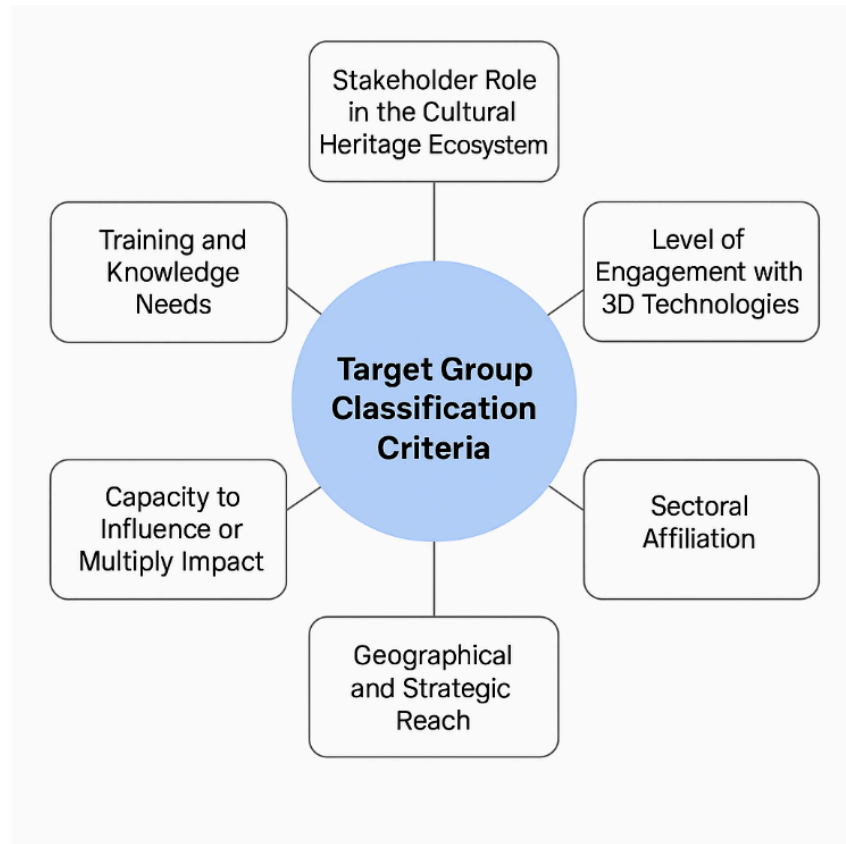 Stakeholder Role
in the Cultural
Heritage Ecosystem
Training and
Knowledge
Needs
Level of
Engagement with
3D Technologies
Target Group
Classification
Criteria
Capacity to
Influence or
Multiply Impact
Sectoral
Affiliation
Geographical
and Strategic
Reach